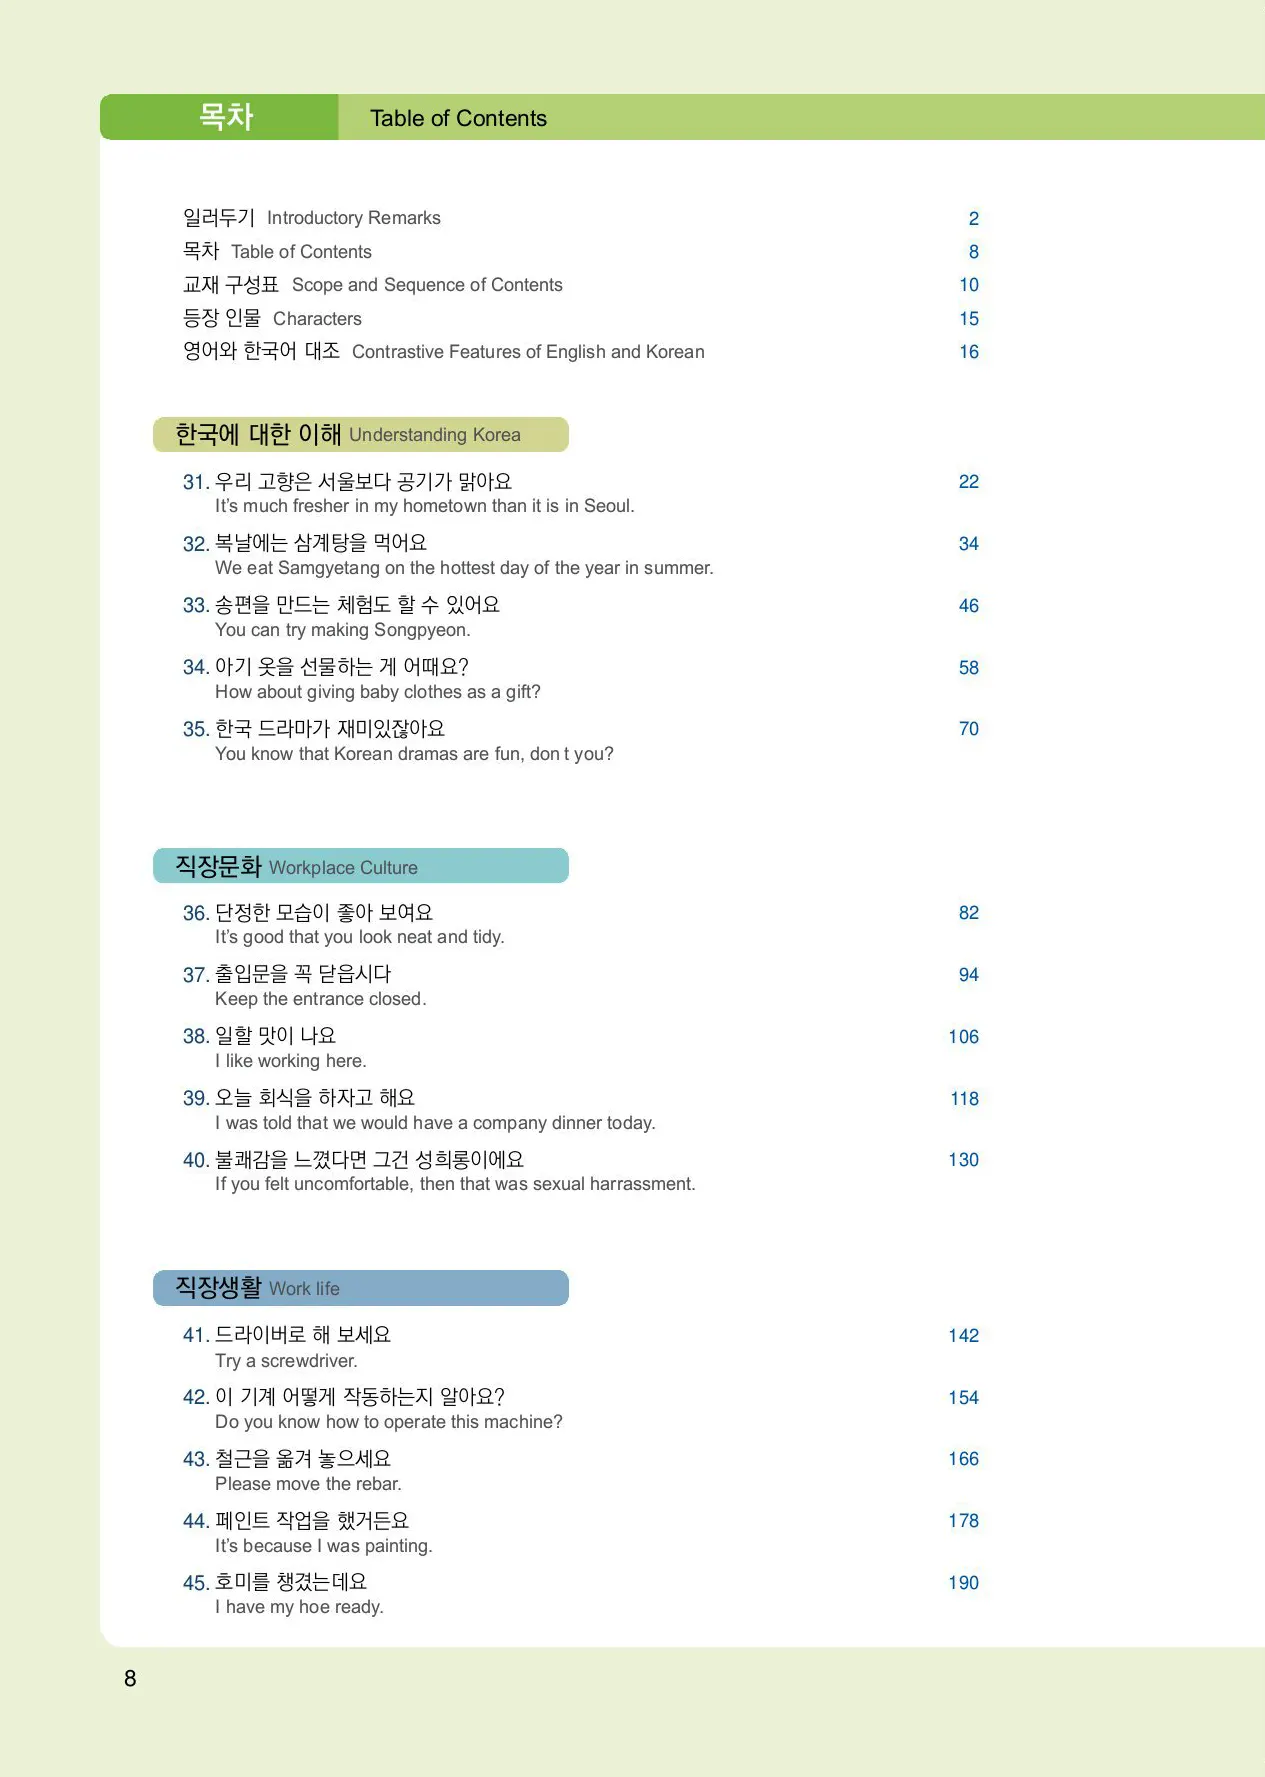 목차 Table of Contents
일러두기 Introductory Remarks 2
목차 Table of Contents 8
교재 구성표 Scope and Sequence of Contents 10
등장 인물 Characters 15
영어와 한국어 대조 Contrastive Features of English and Korean 16
한국에 대한 이해 Understanding Korea
31. 우리 고향은 서울보다 공기가 맑아요 22
It’s much fresher in my hometown than it is in Seoul.
32. 복날에는 삼계탕을 먹어요 34
We eat Samgyetang on the hottest day of the year in summer.
33. 송편을 만드는 체험도 할 수 있어요 46
You can try making Songpyeon.
34. 아기 옷을 선물하는 게 어때요? 58
How about giving baby clothes as a gift?
35. 한국 드라마가 재미있잖아요 70
You know that Korean dramas are fun, don t you?
직장문화 Workplace Culture
36. 단정한 모습이 좋아 보여요 82
It’s good that you look neat and tidy.
37. 출입문을 꼭 닫읍시다 94
Keep the entrance closed.
38. 일할 맛이 나요 106
I like working here.
39. 오늘 회식을 하자고 해요 118
I was told that we would have a company dinner today.
40. 불쾌감을 느꼈다면 그건 성희롱이에요 130
If you felt uncomfortable, then that was sexual harrassment.
직장생활 Work life
41. 드라이버로 해 보세요 142
Try a screwdriver.
42. 이 기계 어떻게 작동하는지 알아요? 154
Do you know how to operate this machine?
43. 철근을 옮겨 놓으세요 166
Please move the rebar.
44. 페인트 작업을 했거든요 178
It’s because I was painting.
45. 호미를 챙겼는데요 190
I have my hoe ready.
8